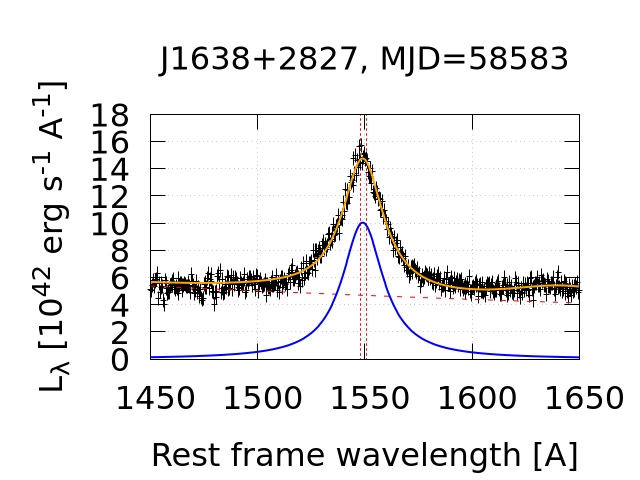 J1638+2827, MJD=58583
L_λ [10^42 erg s^-1 A^-1]
18
16
14
12
10
8
6
4
2
0
1450 1500 1550 1600 1650
Rest frame wavelength [A]